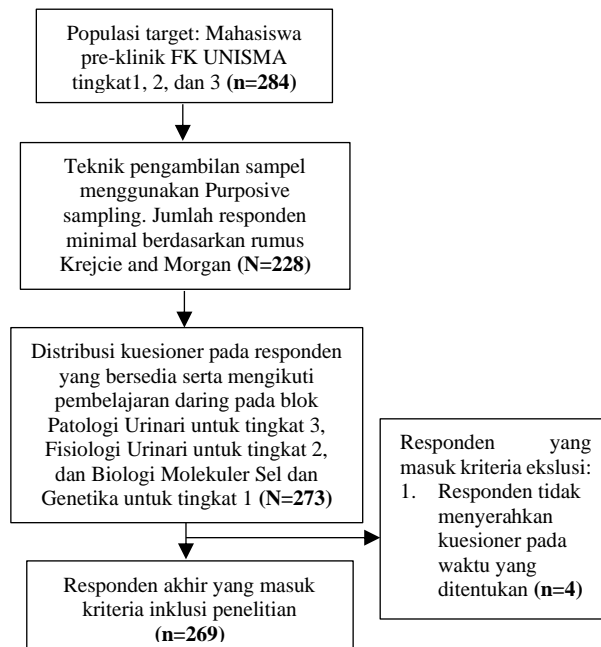 Populasi target: Mahasiswa
pre-klinik FK UNISMA
tingkat1, 2, dan 3 (n=284)
Teknik pengambilan sampel
menggunakan Purposive
sampling. Jumlah responden
minimal berdasarkan rumus
Krejcie and Morgan (N=228)
Distribusi kuesioner pada responden
yang bersedia serta mengikuti
pembelajaran daring pada blok
Patologi Urinari untuk tingkat 3,
Fisiologi Urinari untuk tingkat 2,
dan Biologi Molekuler Sel dan
Genetika untuk tingkat 1 (N=273)
Responden yang
masuk kriteria ekslusi:
1. Responden tidak
menyerahkan
kuesioner pada
waktu yang
ditentukan (n=4)
Responden akhir yang masuk
kriteria inklusi penelitian
(n=269)